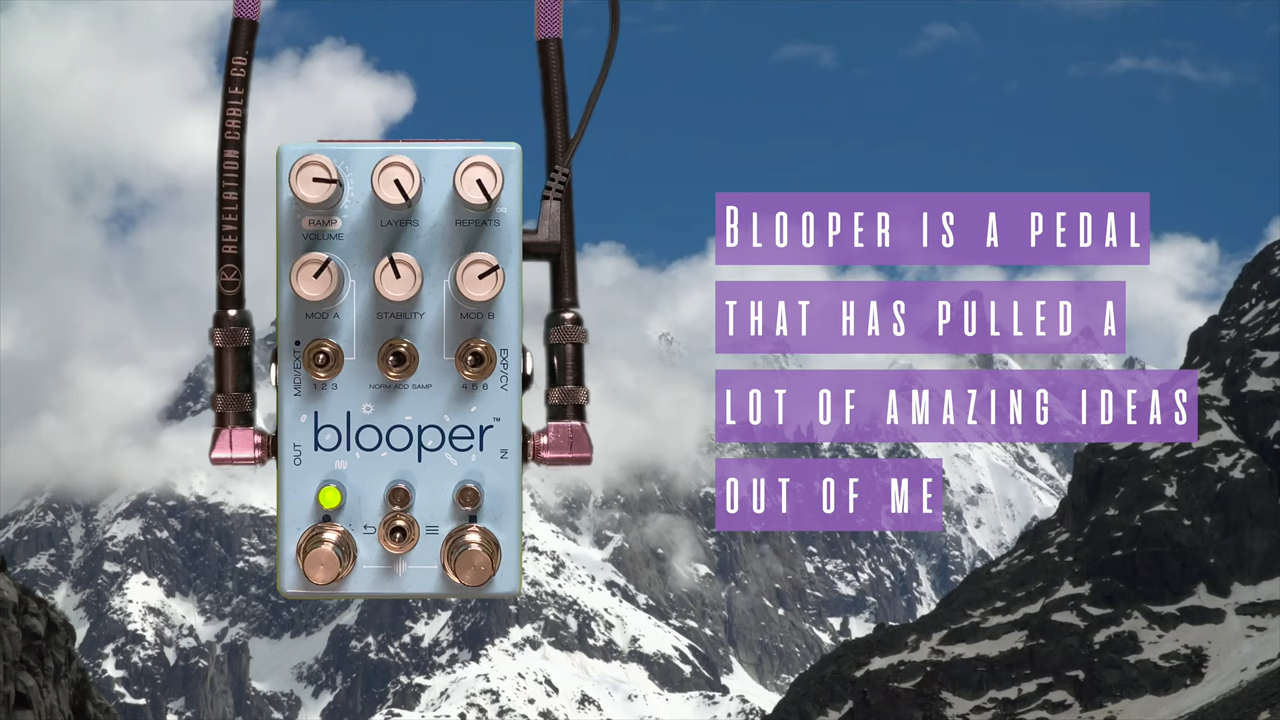 REVELATION CABLE CO.
RAMP
VOLUME
LAYERS
REPEATS
∞
MOD A
STABILITY
MOD B
MIDI/EXT
EXP/CV
1 2 3
NORM ADD SAMP
4 5 6
blooper™
OUT
IN
BLOOPER IS A PEDAL
THAT HAS PULLED A
LOT OF AMAZING IDEAS
OUT OF ME